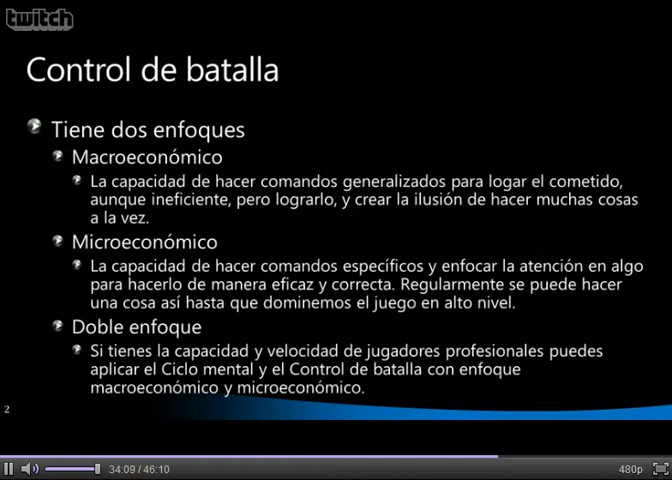 twitch
Control de batalla
Tiene dos enfoques
Macroeconómico
La capacidad de hacer comandos generalizados para logar el cometido,
aunque ineficiente, pero lograrlo, y crear la ilusión de hacer muchas cosas
a la vez.
Microeconómico
La capacidad de hacer comandos específicos y enfocar la atención en algo
para hacerlo de manera eficaz y correcta. Regularmente se puede hacer
una cosa así hasta que dominemos el juego en alto nivel.
Doble enfoque
Si tienes la capacidad y velocidad de jugadores profesionales puedes
aplicar el Ciclo mental y el Control de batalla con enfoque
macroeconómico y microeconómico.
2
34:09 / 46:10
480p